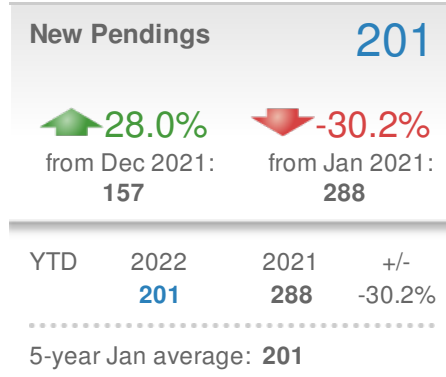 New Pendings 201
28.0% -30.2%
from Dec 2021: from Jan 2021:
157 288
YTD 2022 2021 +/-
201 288 -30.2%
5-year Jan average: 201